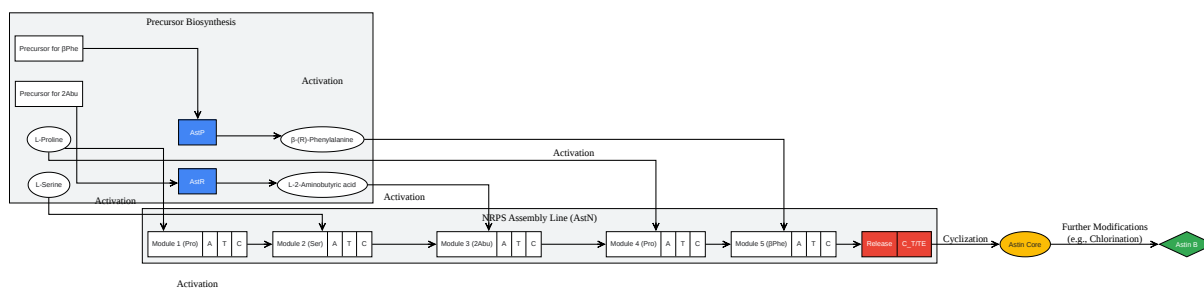 Precursor Biosynthesis
Precursor for βPhe
Activation
Precursor for 2Abu
AstP
L-Proline
β-(R)-Phenylalanine
Activation
AstR
L-Serine
L-2-Aminobutyric acid
Activation
Activation
NRPS Assembly Line (AstN)
Module 1 (Pro) A T C
Module 2 (Ser) A T C
Module 3 (2Abu) A T C
Module 4 (Pro) A T C
Module 5 (βPhe) A T C
Release C_T/TE
Cyclization
Astin Core
Further Modifications
(e.g., Chlorination)
Astin B
Activation